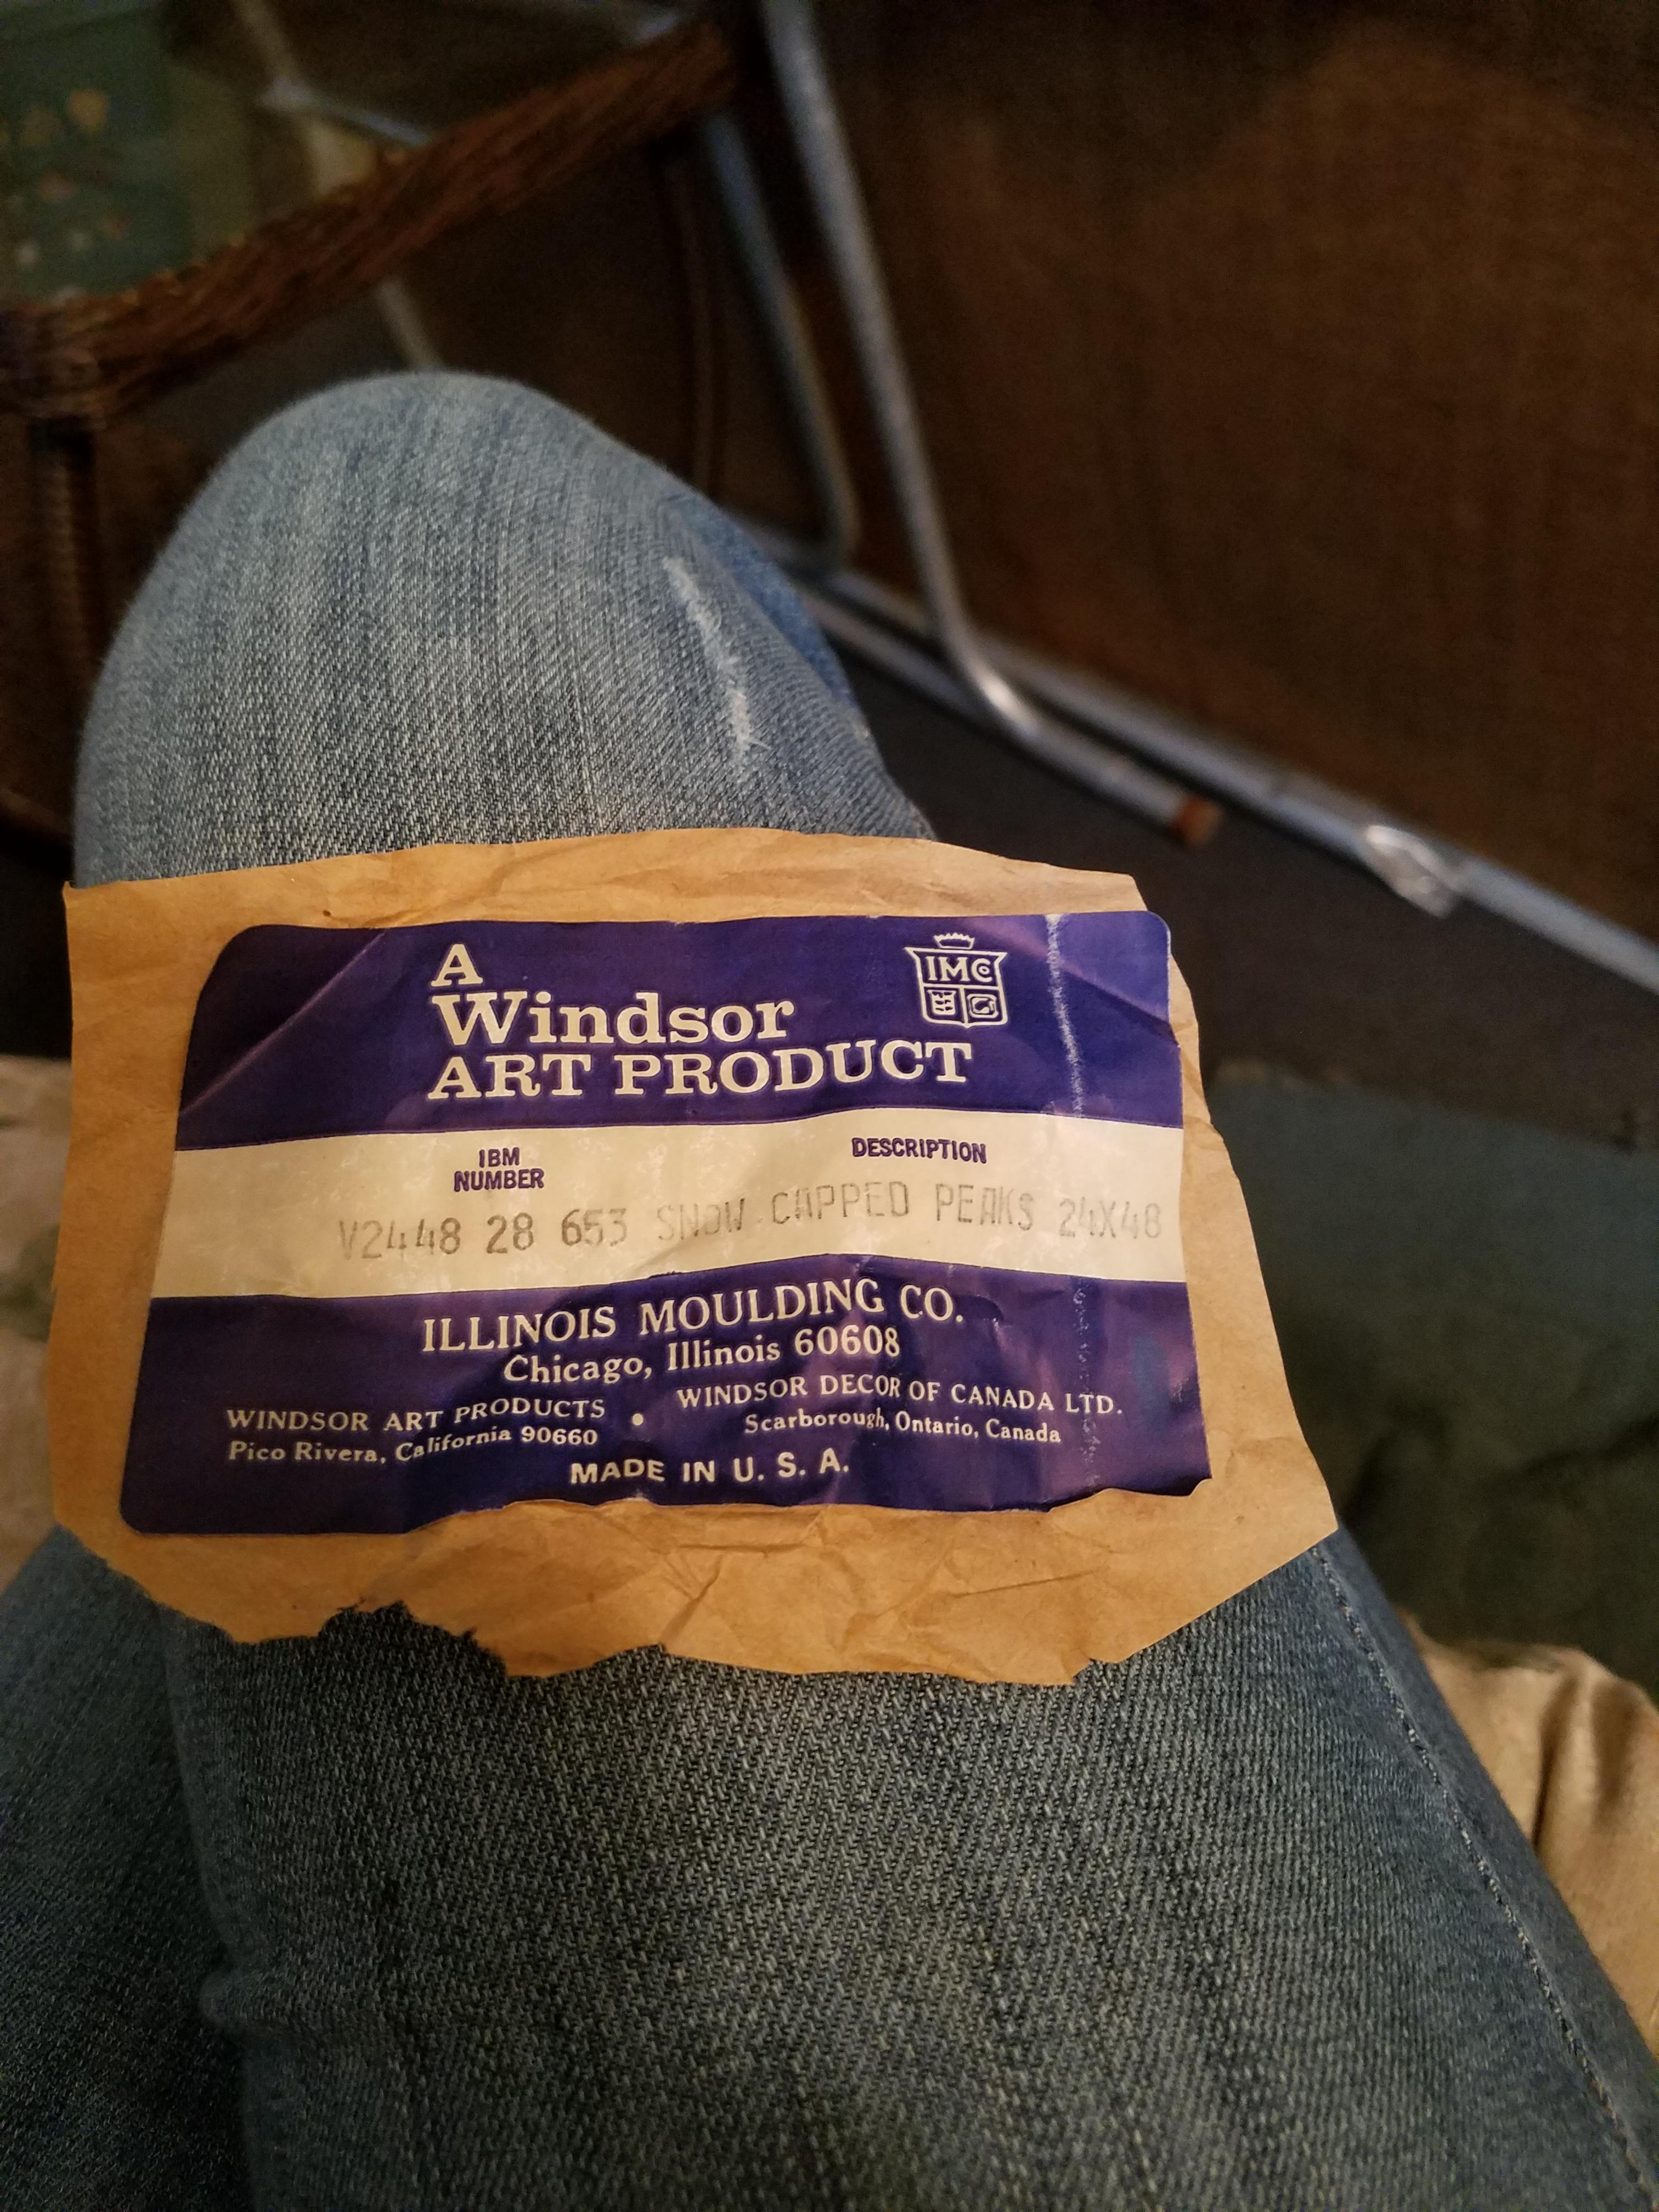 A
Windsor
ART PRODUCT
IMCo
IBM
NUMBER
DESCRIPTION
V2448 28 653 SNOW CAPPED PEAKS 24X48
ILLINOIS MOULDING CO.
Chicago, Illinois 60608
WINDSOR ART PRODUCTS • WINDSOR DECOR OF CANADA LTD.
Pico Rivera, California 90660 Scarborough, Ontario, Canada
MADE IN U. S. A.